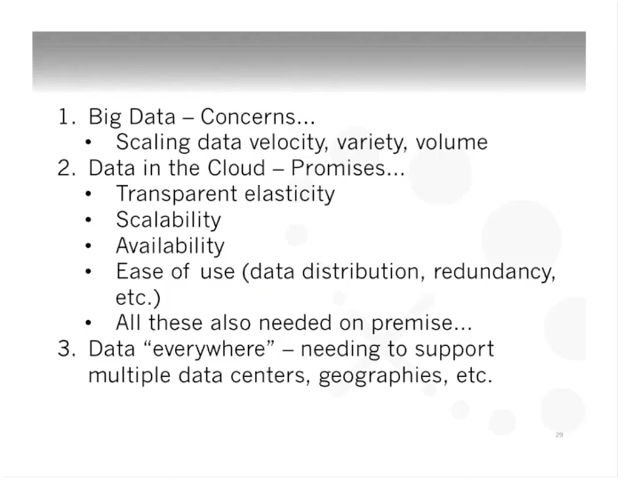 1. Big Data – Concerns...
• Scaling data velocity, variety, volume
2. Data in the Cloud – Promises...
• Transparent elasticity
• Scalability
• Availability
• Ease of use (data distribution, redundancy,
etc.)
• All these also needed on premise...
3. Data “everywhere” – needing to support
multiple data centers, geographies, etc.
29